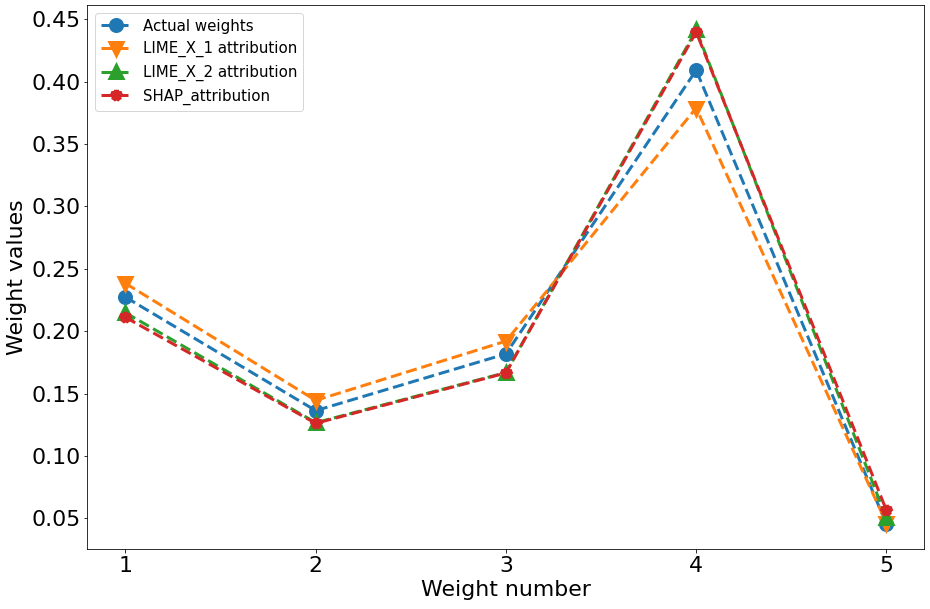 Actual weights
LIME_X_1 attribution
LIME_X_2 attribution
SHAP_attribution
0.45
0.40
0.35
0.30
0.25
0.20
0.15
0.10
0.05
Weight values
1 2 3 4 5
Weight number